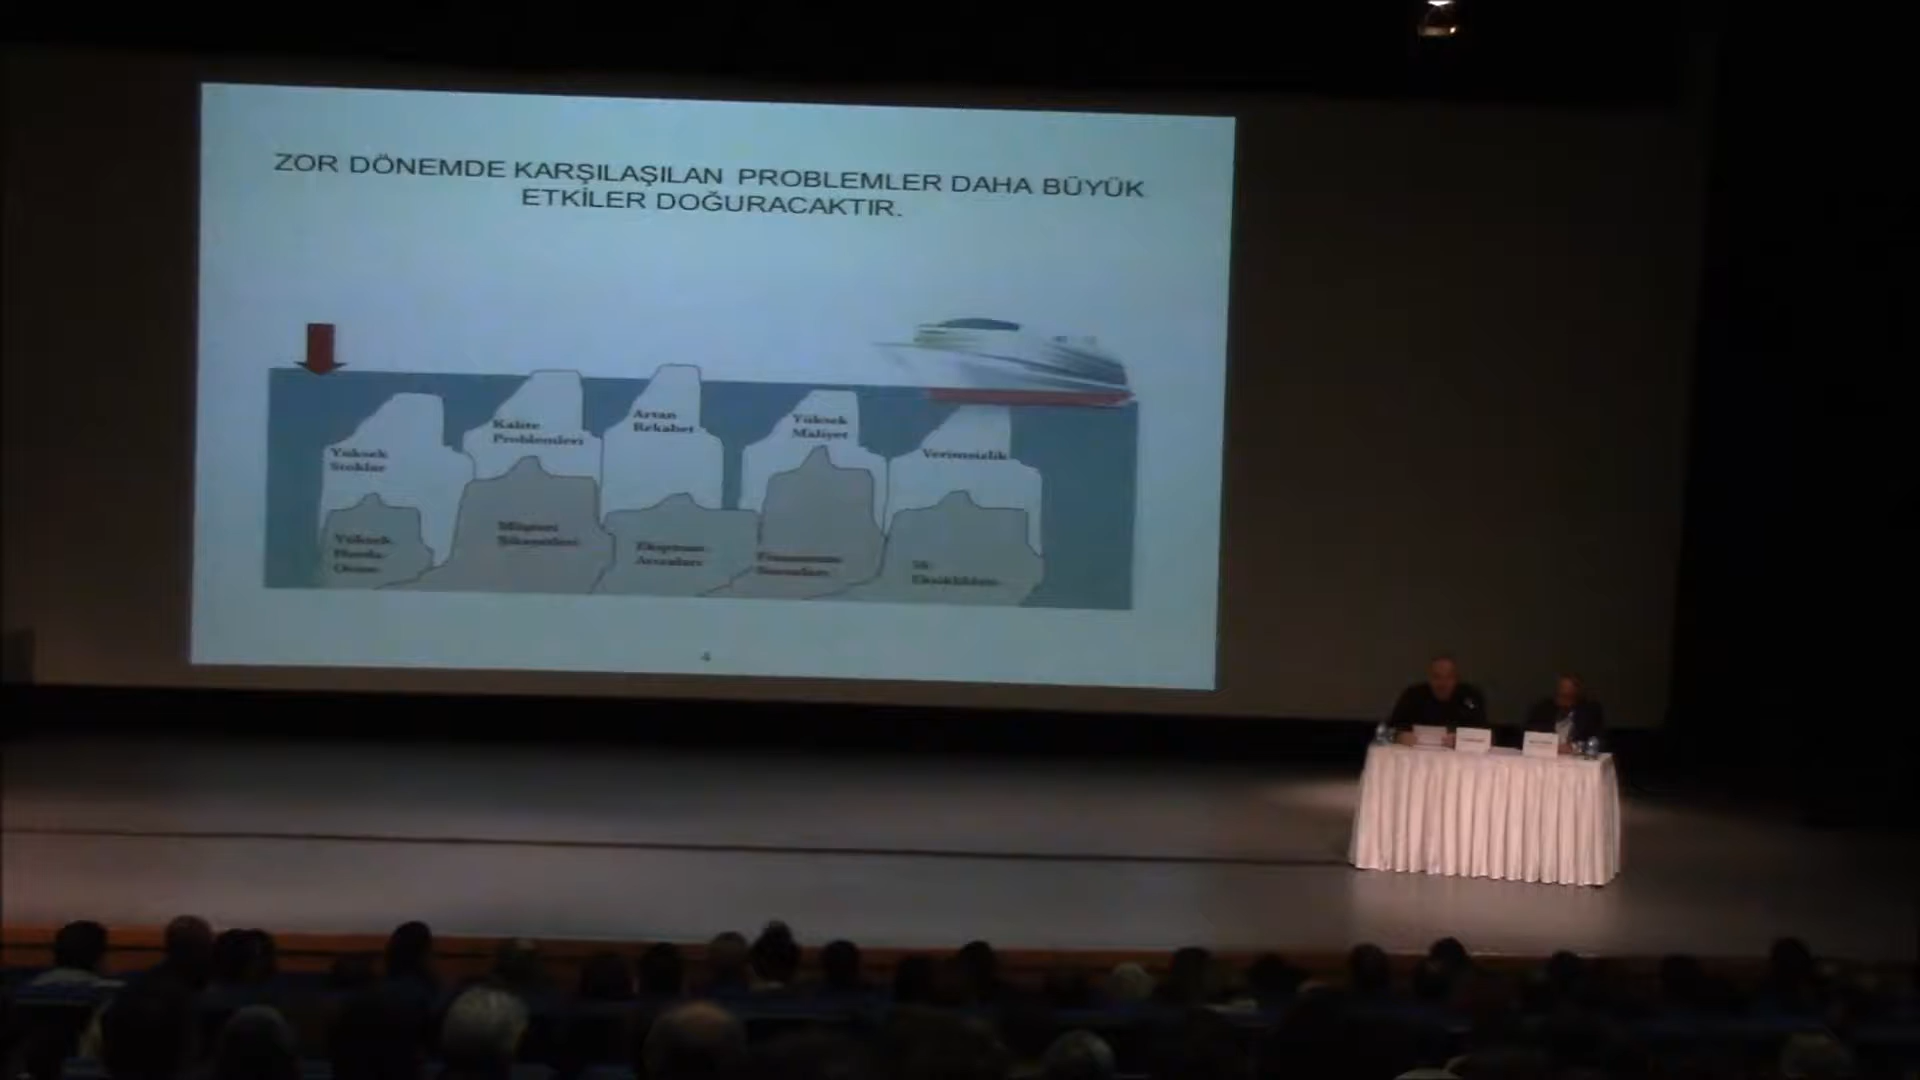 ZOR DÖNEMDE KARŞILAŞILAN PROBLEMLER DAHA BÜYÜK
ETKİLER DOĞURACAKTIR.
Yüksek
Stoklar
Kalite
Problemleri
Artan
Rekabet
Yüksek
Maliyet
Verimsizlik
Yüksek
Hurda
Oranı
Müşteri
Şikayetleri
Ekipman
Arızaları
4